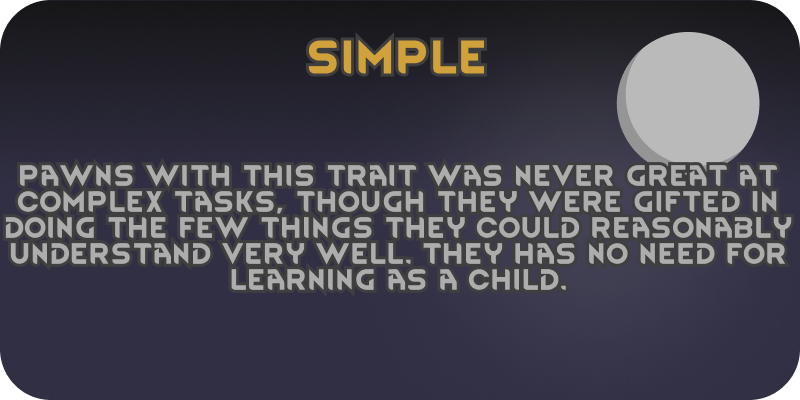 SIMPLE
PAWNS WITH THIS TRAIT WAS NEVER GREAT AT
COMPLEX TASKS, THOUGH THEY WERE GIFTED IN
DOING THE FEW THINGS THEY COULD REASONABLY
UNDERSTAND VERY WELL. THEY HAS NO NEED FOR
LEARNING AS A CHILD.